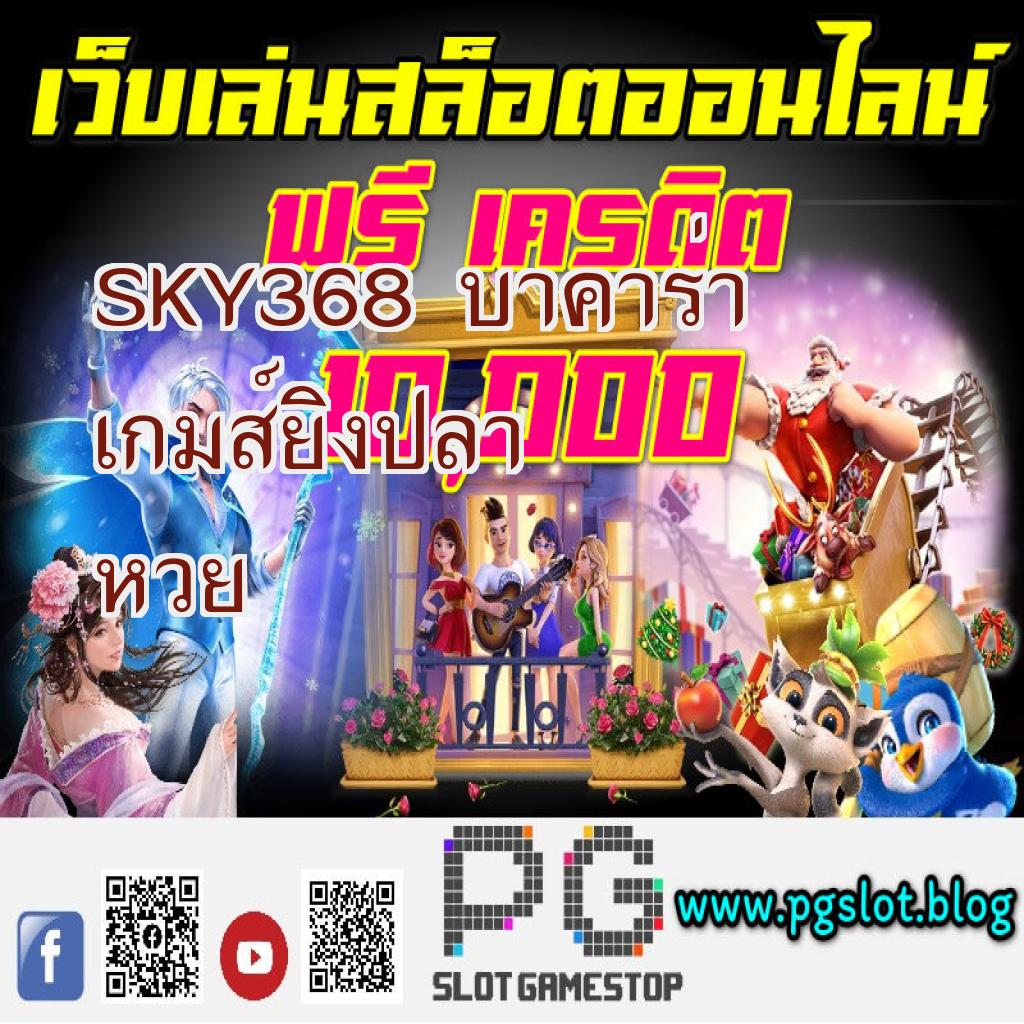 เว็บเล่นสล็อตออนไลน์
ฟรี เครดิต
SKY368 บาคาร่า
10,000
เกมส์ยิงปลา
หวย
PG
www.pgslot.blog
SLOT GAMESTOP